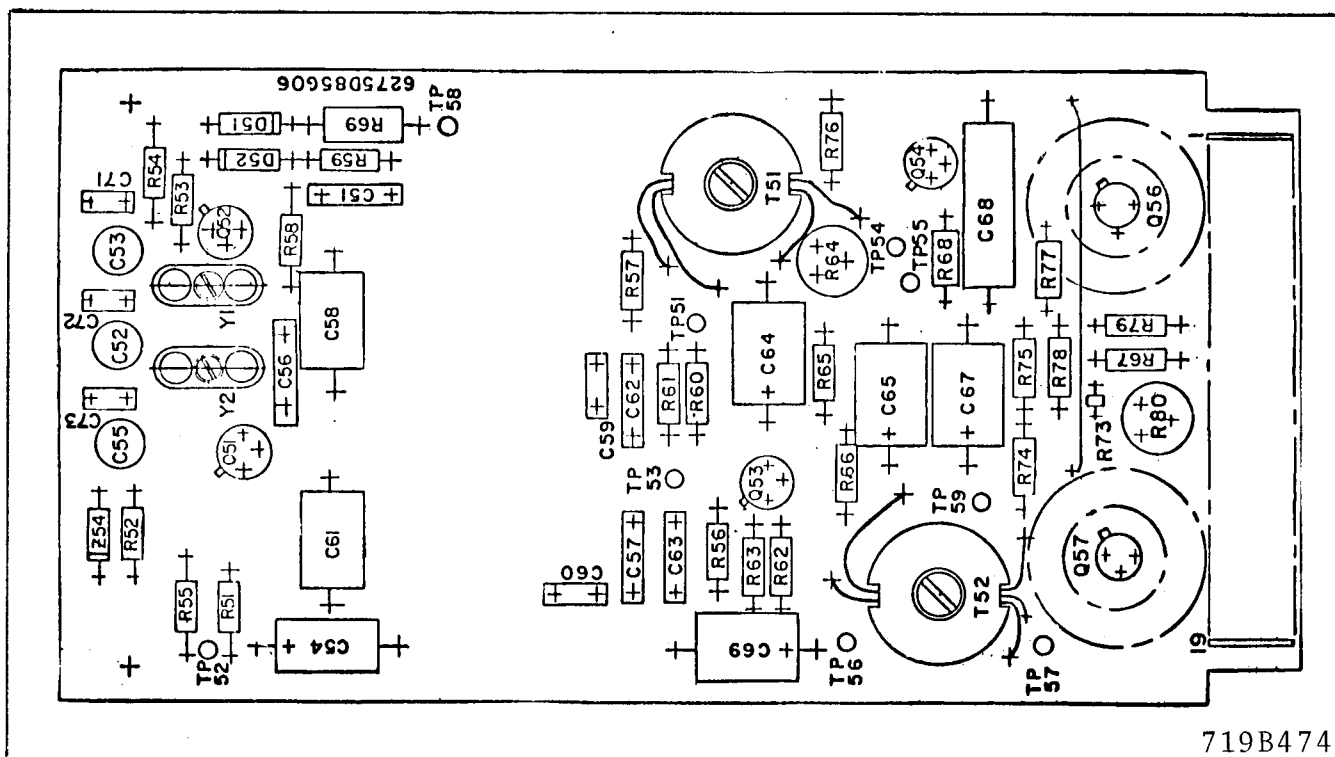 6275D85G06
TP
58
D51
R69
D52
R59
C51
C71
R54
R53
Q52
R58
C53
Y1
C72
C52
C58
C56
Y2
C73
C55
C51
Z54
R52
C61
R55
R51
TP
52
C54
T51
R76
Q54
C68
Q56
R64
TP54
TP55
R68
R77
R57
TP51
C64
R65
C65
C67
R75
R78
R79
R67
C59
C62
R61
R60
R66
R74
R73
R80
TP
53
Q53
TP
59
C60
C57
C63
R56
R63
R62
T52
Q57
C69
TP
56
TP
57
1
19
719B474